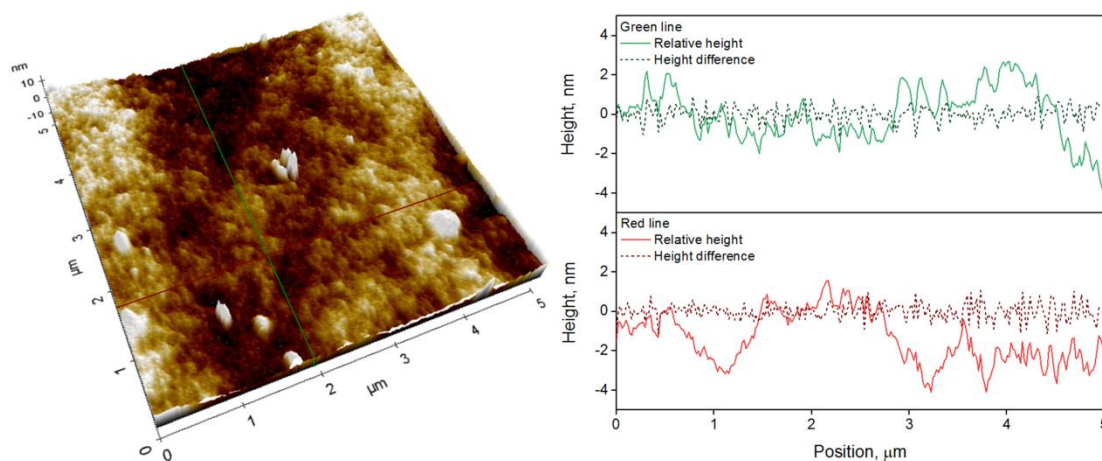 nm
10
0
-10
5
4
3
µm
2
1
0
0
1
2
µm
3
4
5
Green line
Relative height
Height difference
Height, nm
4
2
0
-2
-4
Red line
Relative height
Height difference
Height, nm
4
2
0
-2
-4
0
1
2
3
4
5
Position, µm